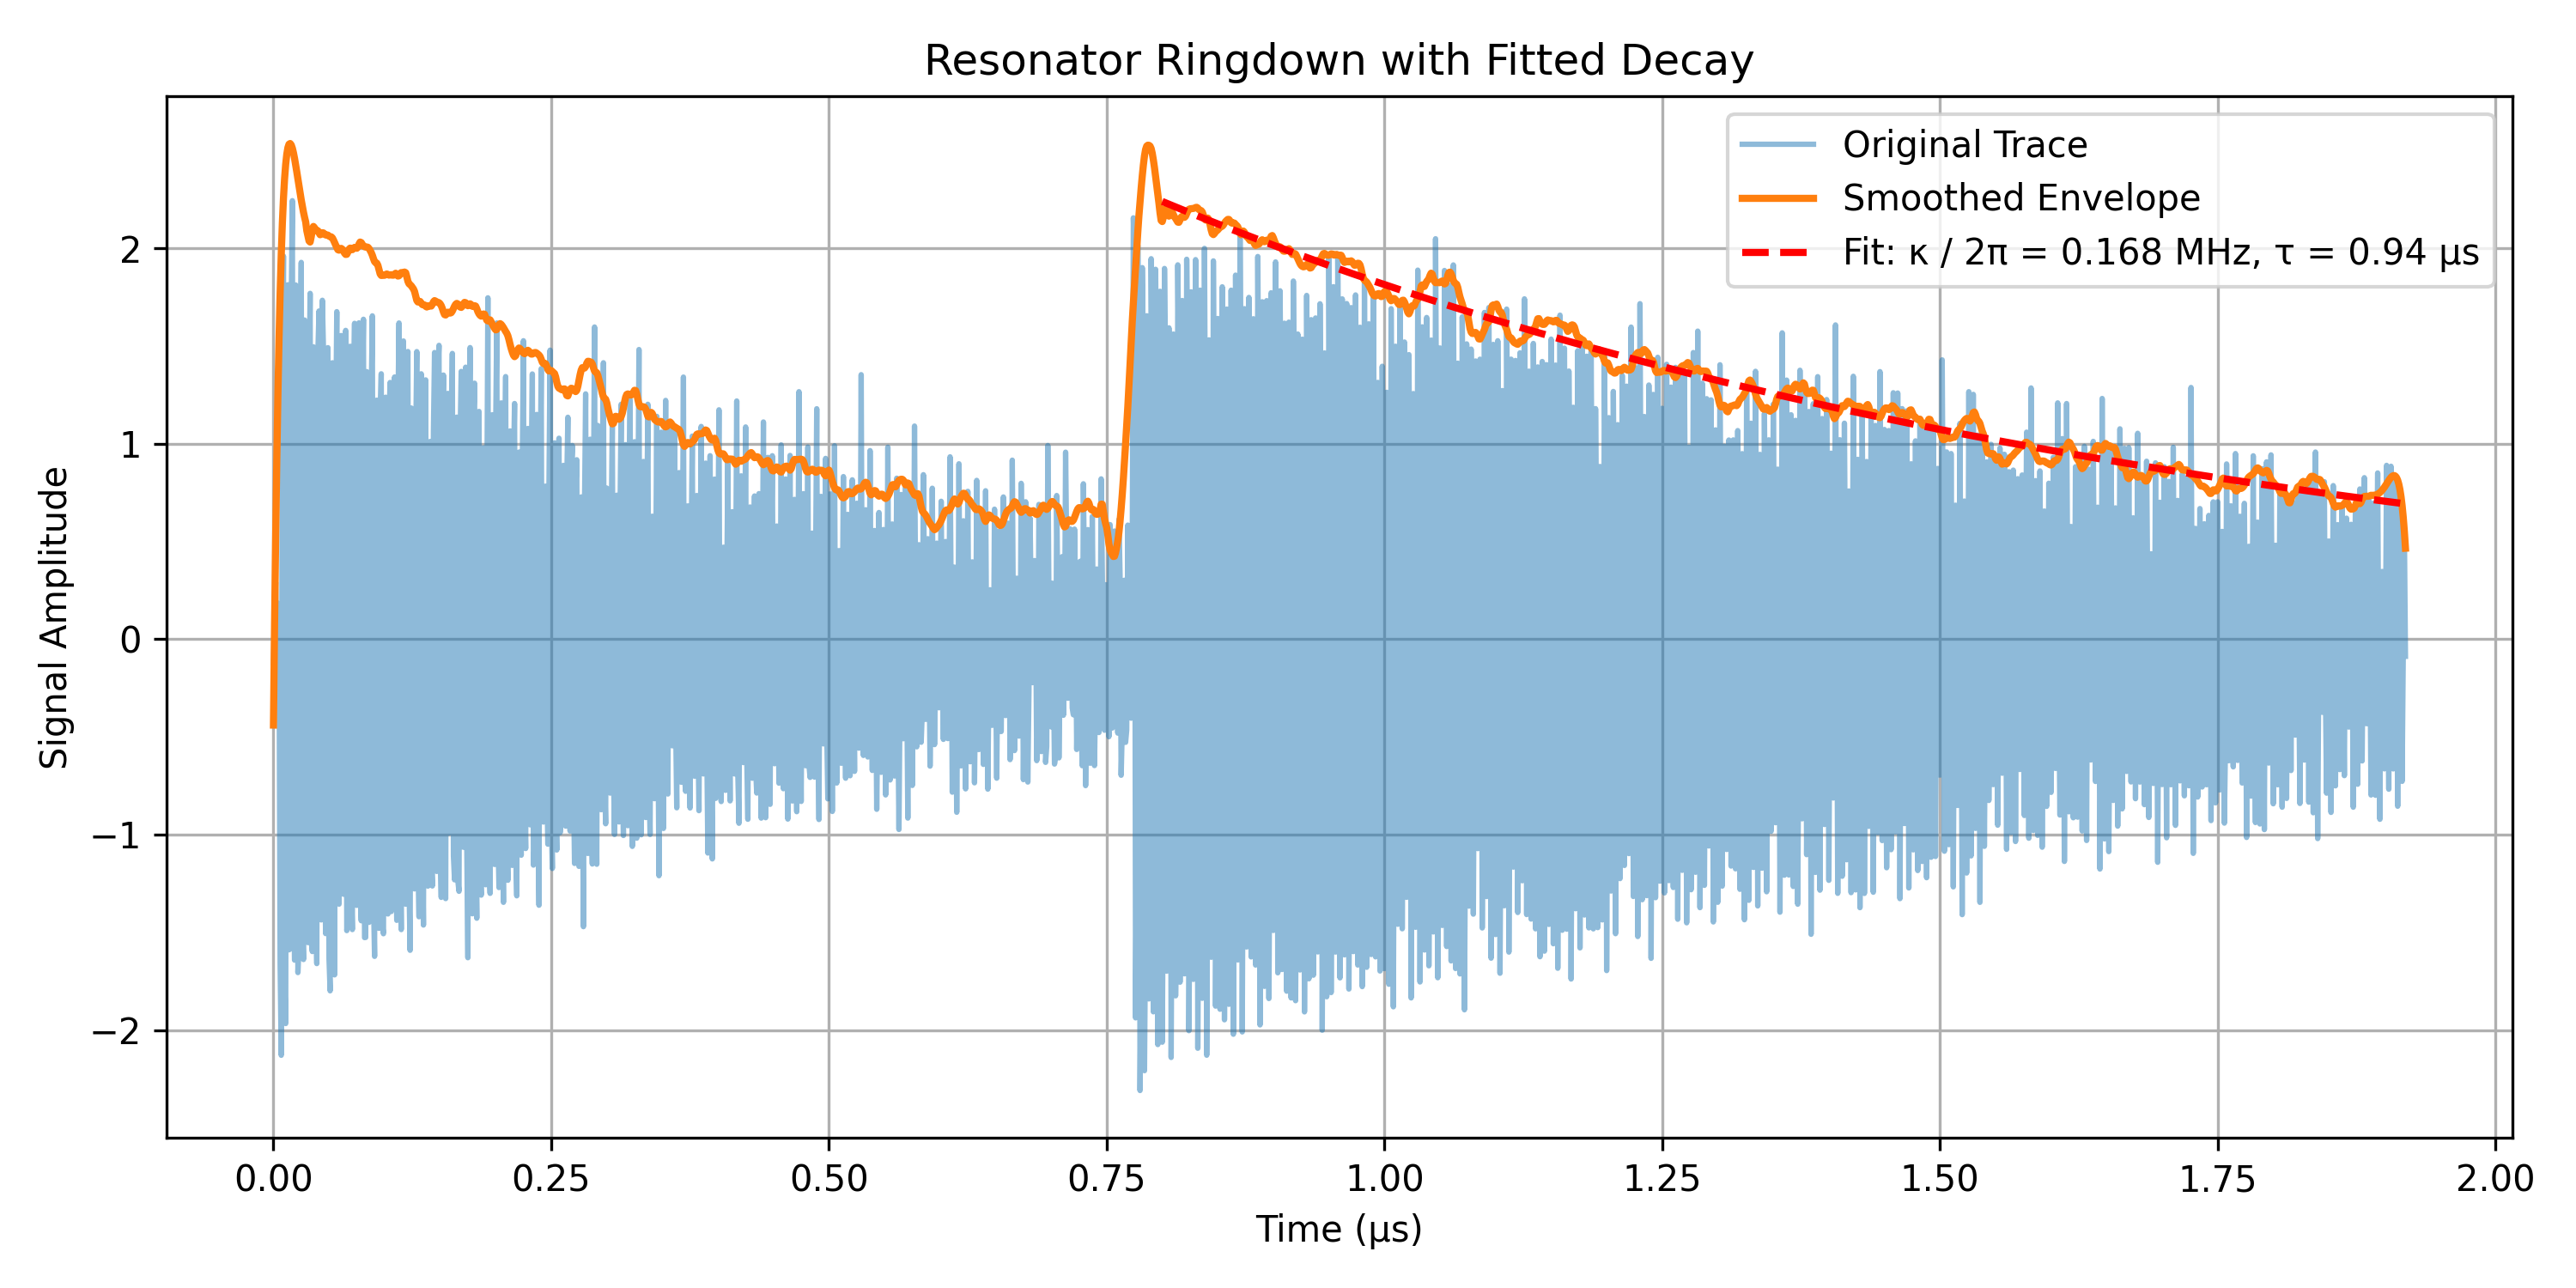 Resonator Ringdown with Fitted Decay
Original Trace
Smoothed Envelope
Fit: κ / 2π = 0.168 MHz, τ = 0.94 μs
Signal Amplitude
2
1
0
−1
−2
0.00 0.25 0.50 0.75 1.00 1.25 1.50 1.75 2.00
Time (μs)